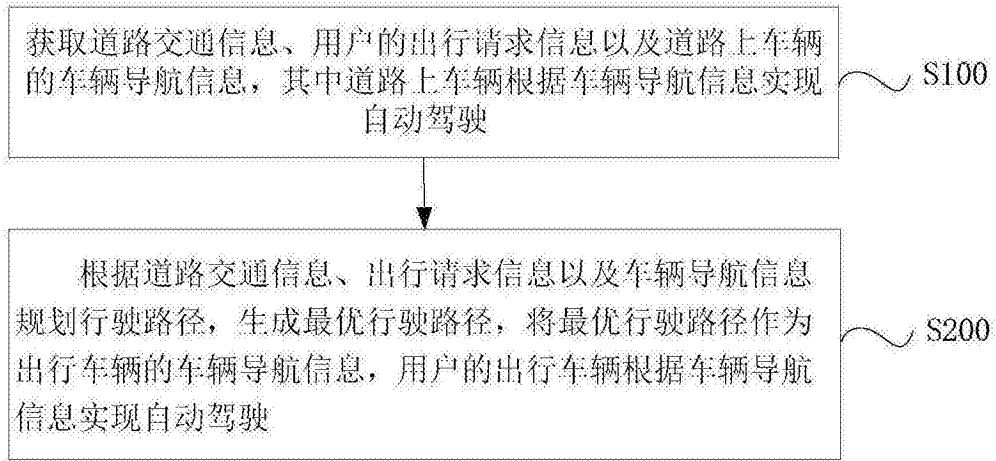 获取道路交通信息、用户的出行请求信息以及道路上车辆
的车辆导航信息，其中道路上车辆根据车辆导航信息实现
自动驾驶
S100
根据道路交通信息、出行请求信息以及车辆导航信息
规划行驶路径，生成最优行驶路径，将最优行驶路径作为
出行车辆的车辆导航信息，用户的出行车辆根据车辆导航
信息实现自动驾驶
S200